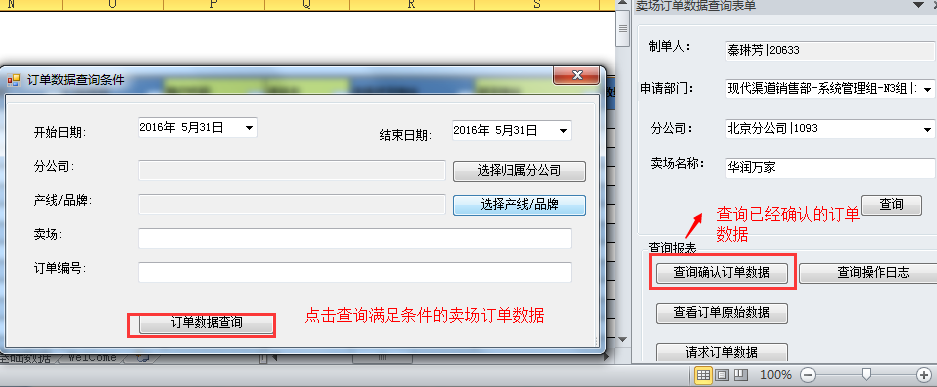 N O P Q R S
卖场订单数据查询表单
订单数据查询条件
开始日期: 2016年 5月31日 结束日期: 2016年 5月31日
分公司: 选择归属分公司
产线/品牌: 选择产线/品牌
卖场:
订单编号:
订单数据查询
点击查询满足条件的卖场订单数据
WelCome
制单人: 秦琳芳|20633
申请部门: 现代渠道销售部-系统管理组-N3组|
分公司: 北京分公司|1093
卖场名称: 华润万家
查询
查询已经确认的订单
数据
查询报表
查询确认订单数据 查询操作日志
查看订单原始数据
请求订单数据
100%